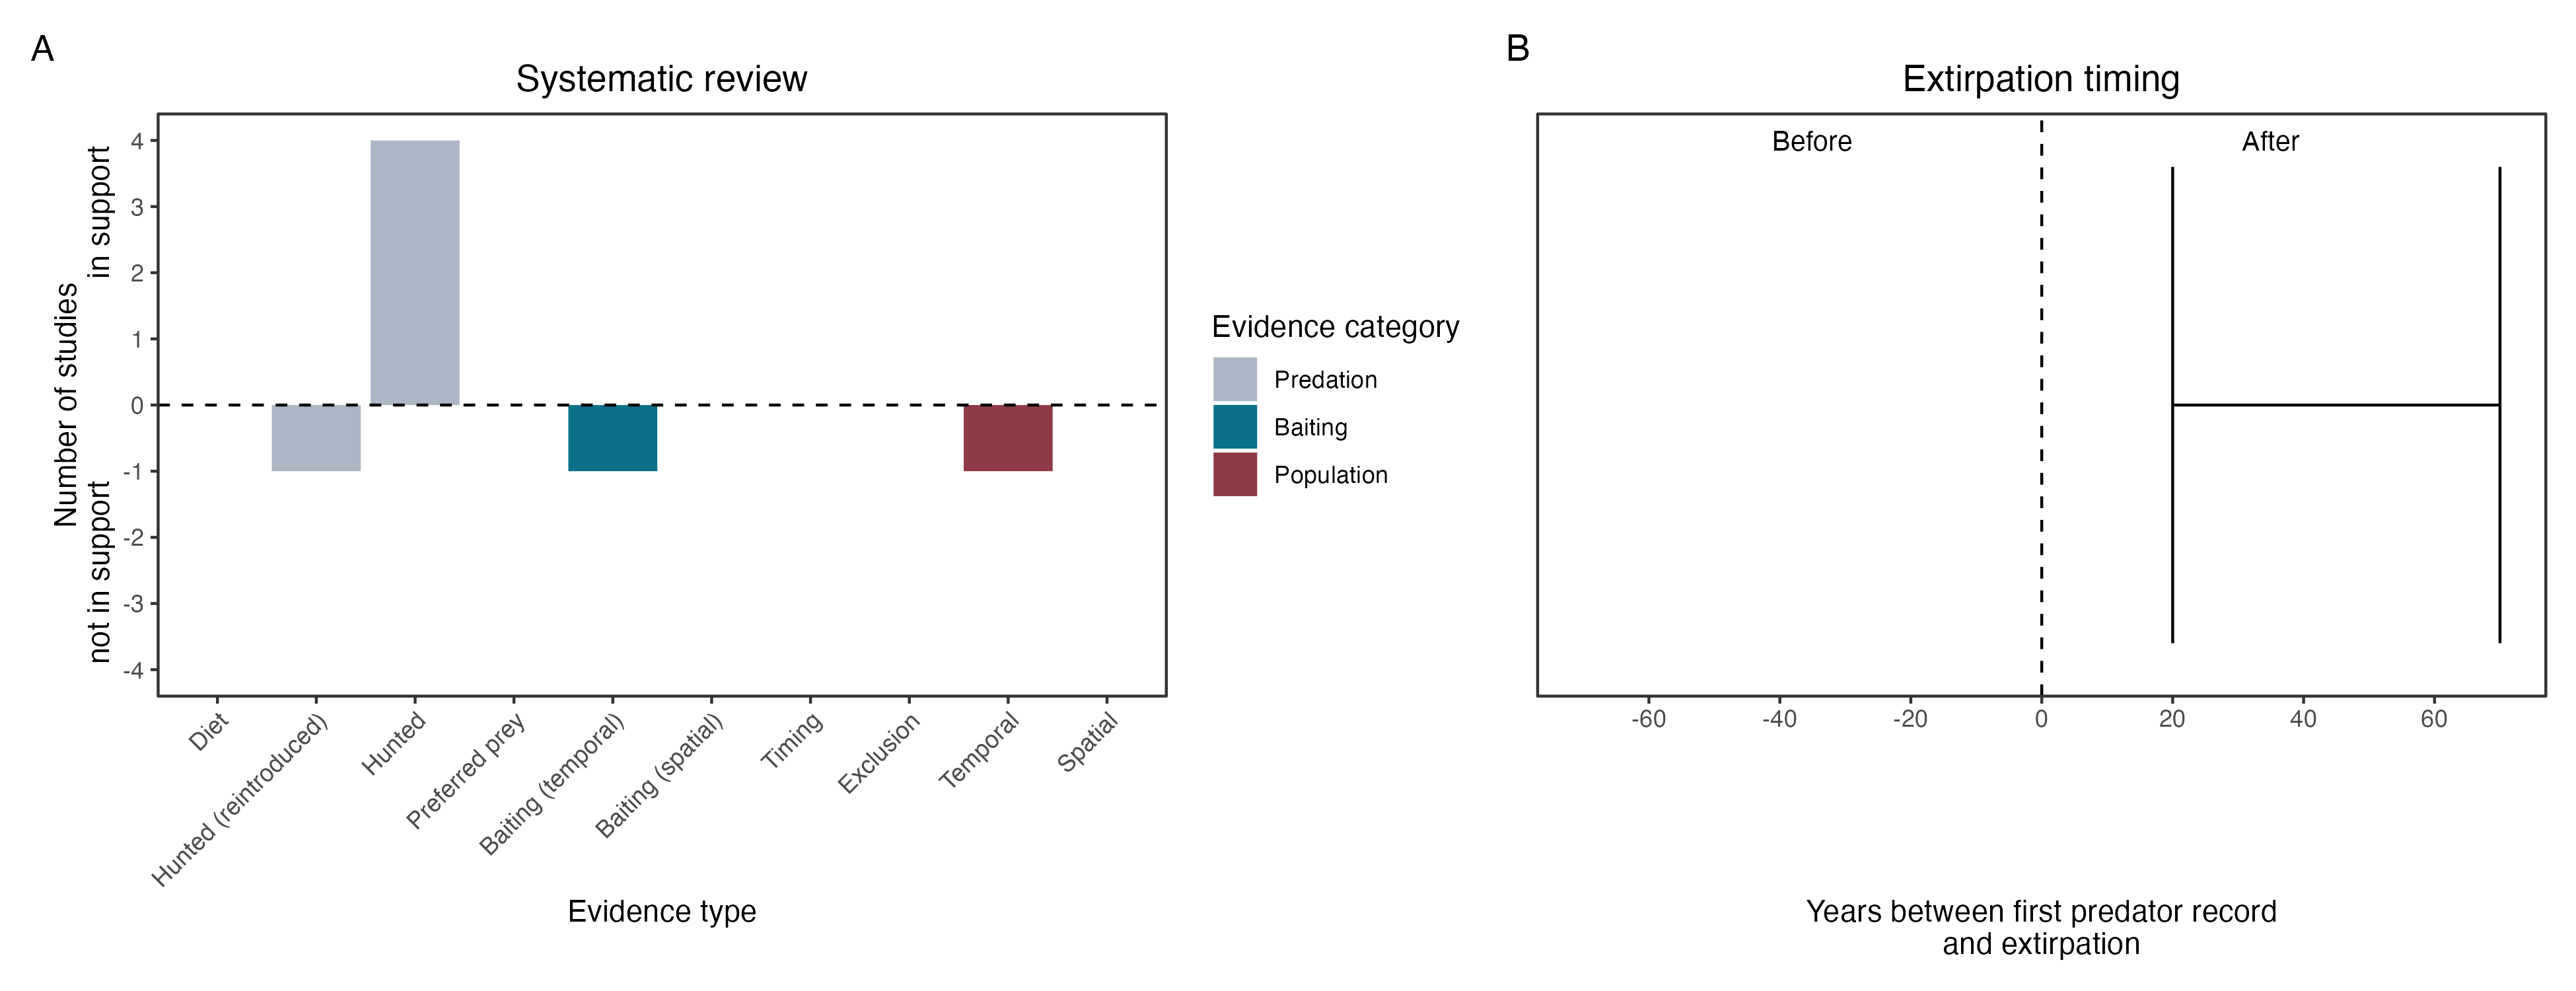 A
Systematic review
Number of studies
in support
not in support
4
3
2
1
0
-1
-2
-3
-4
Diet
Hunted (reintroduced)
Hunted
Preferred prey
Baiting (temporal)
Baiting (spatial)
Timing
Exclusion
Temporal
Spatial
Evidence type
Evidence category
Predation
Baiting
Population
B
Extirpation timing
Before
After
-60
-40
-20
0
20
40
60
Years between first predator record
and extirpation